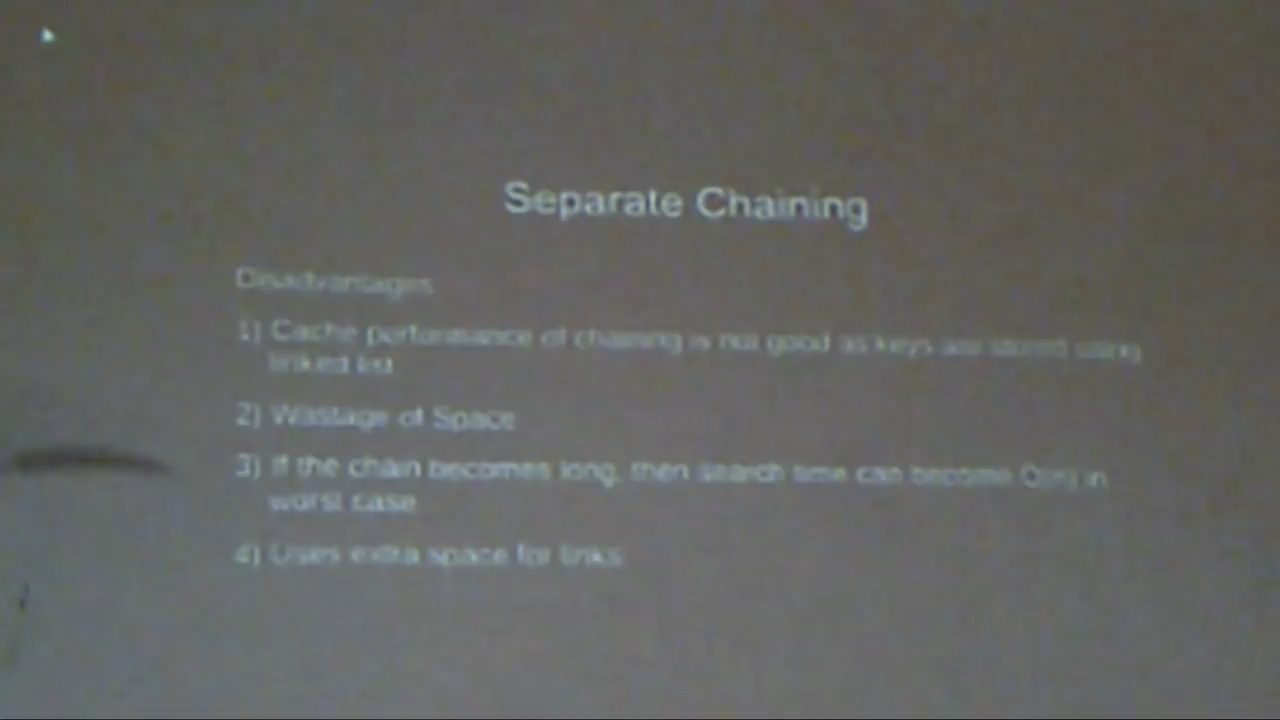 Separate Chaining
Disadvantages
1) Cache performance of chaining is not good as keys are stored using
linked list
2) Wastage of Space
3) If the chain becomes long, then search time can become O(n) in
worst case
4) Uses extra space for links.